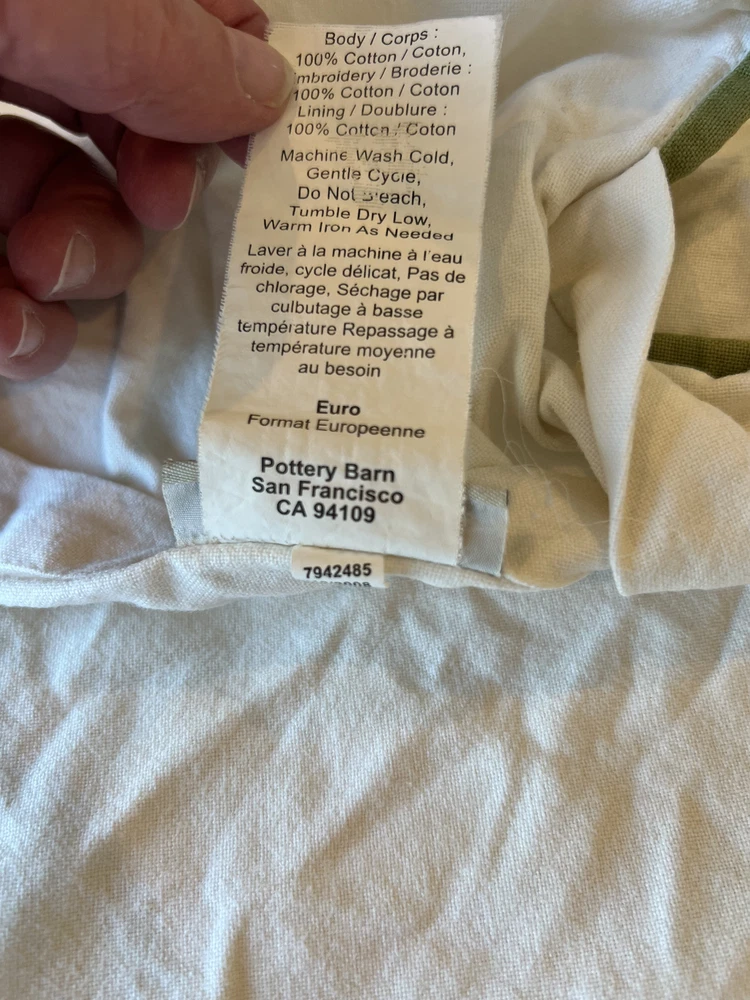 Body / Corps :
100% Cotton / Coton,
mbroidery / Broderie :
100% Cotton / Coton
Lining / Doublure :
100% Cotton / Coton
Machine Wash Cold,
Gentle Cycle,
Do Not
Tumble Dry Low,
Warm Iron As Needed
Laver à la machine à l'eau
froide, cycle délicat, Pas de
chlorage, Séchage par
culbutage à basse
température Repassage à
température moyenne
au besoin
Euro
Format Europeenne
Pottery Barn
San Francisco
CA 94109
7942485